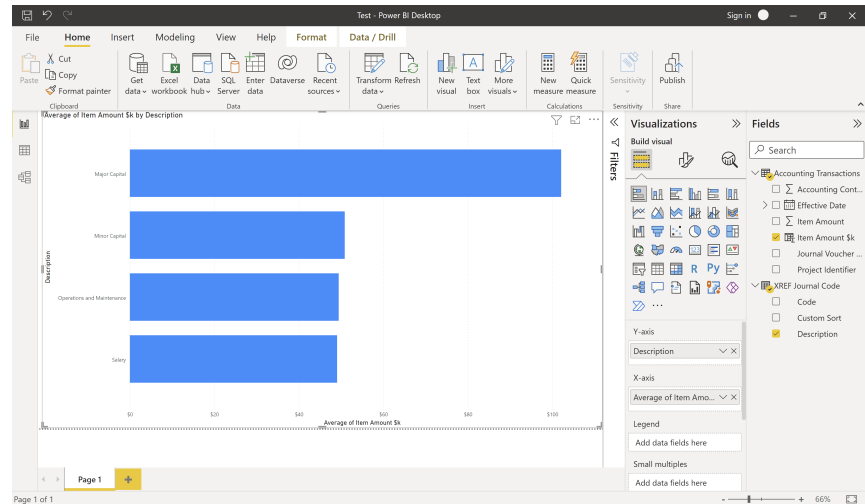 Test - Power BI Desktop
Sign in
File Home Insert Modeling View Help Format Data / Drill
Paste
Cut
Copy
Format painter
Get data
Excel workbook
Data hub
SQL Server
Enter data
Dataverse
Recent sources
Transform data
Refresh
New visual
Text box
More visuals
New measure
Quick measure
Sensitivity
Publish
Clipboard Data Queries Insert Calculations Sensitivity Share
Average of Item Amount $k by Description
Description
Major Capital
Minor Capital
Operations and Maintenance
Salary
$0 $20 $40 $60 $80 $100
Average of Item Amount $k
Filters
Visualizations
Build visual
R Py
Y-axis
Description
X-axis
Average of Item Amo...
Legend
Add data fields here
Small multiples
Add data fields here
Fields
Search
Accounting Transactions
Accounting Cont...
Effective Date
Item Amount
Item Amount $k
Journal Voucher ...
Project Identifier
XREF Journal Code
Code
Custom Sort
Description
Page 1
Page 1 of 1
66%